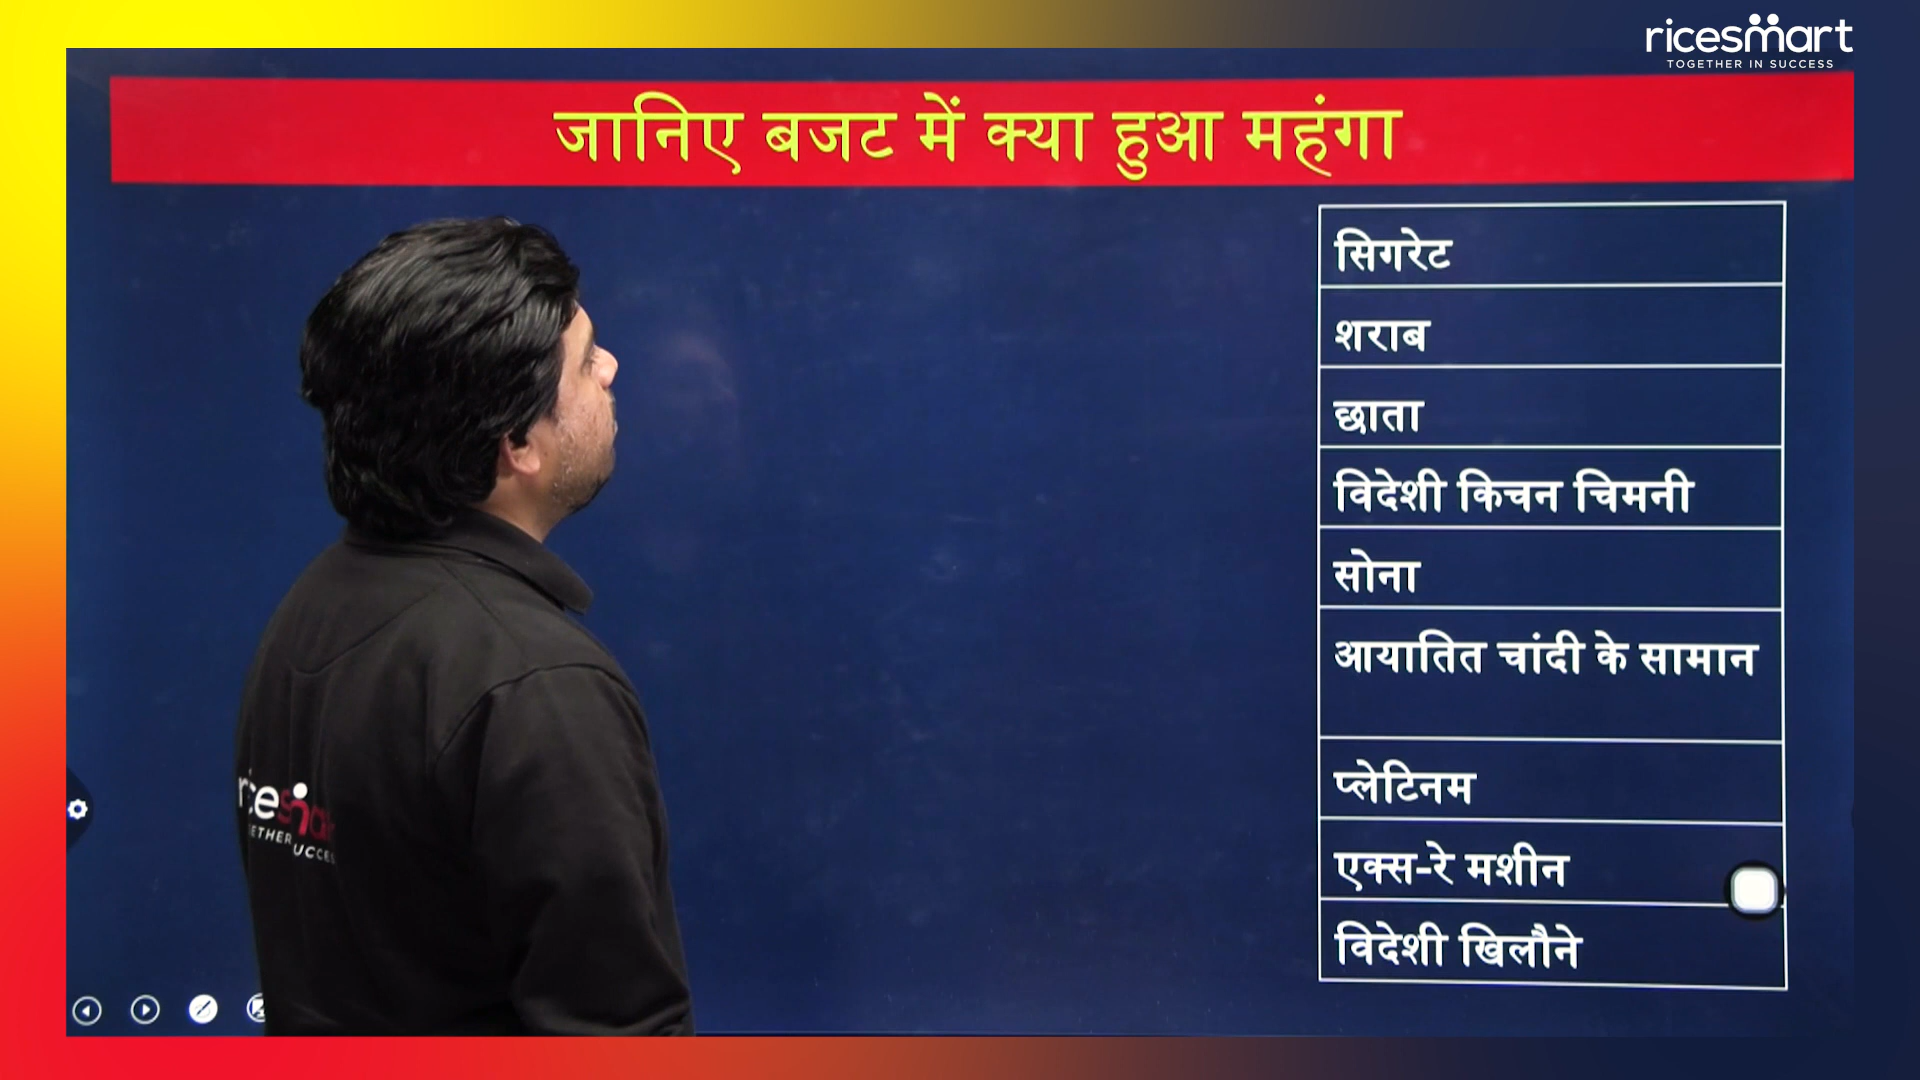 ricesmart
TOGETHER IN SUCCESS
जानिए बजट में क्या हुआ महंगा
सिगरेट
शराब
छाता
विदेशी किचन चिमनी
सोना
आयातित चांदी के सामान
प्लेटिनम
एक्स-रे मशीन
विदेशी खिलौने